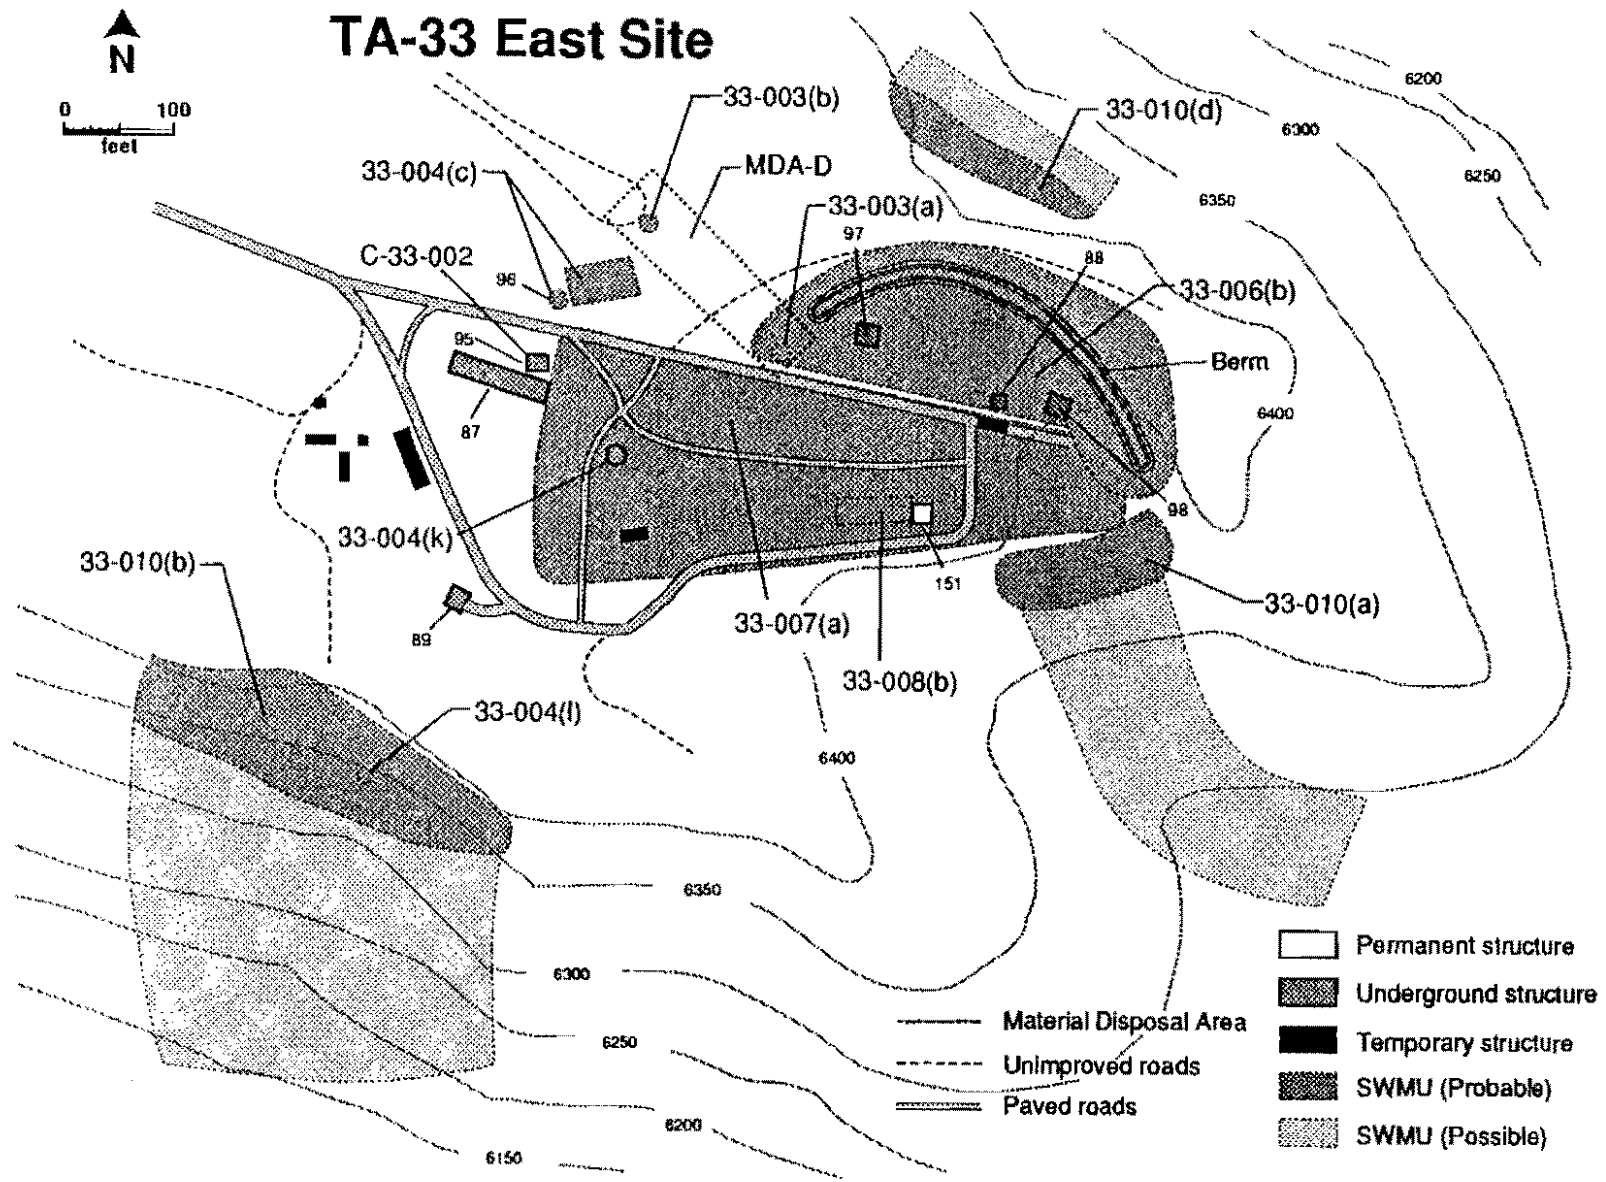 TA-33 East Site
N
0 100
feet
33-003(b)
33-010(d)
6200
6300
6250
6350
MDA-D
33-004(c)
33-003(a)
97
C-33-002
96
88
33-006(b)
95
Berm
6400
87
98
33-004(k)
33-010(b)
151
33-010(a)
89
33-007(a)
33-008(b)
33-004(l)
6400
6350
6300
6250
6200
6150
Permanent structure
Underground structure
Material Disposal Area
Temporary structure
Unimproved roads
SWMU (Probable)
Paved roads
SWMU (Possible)